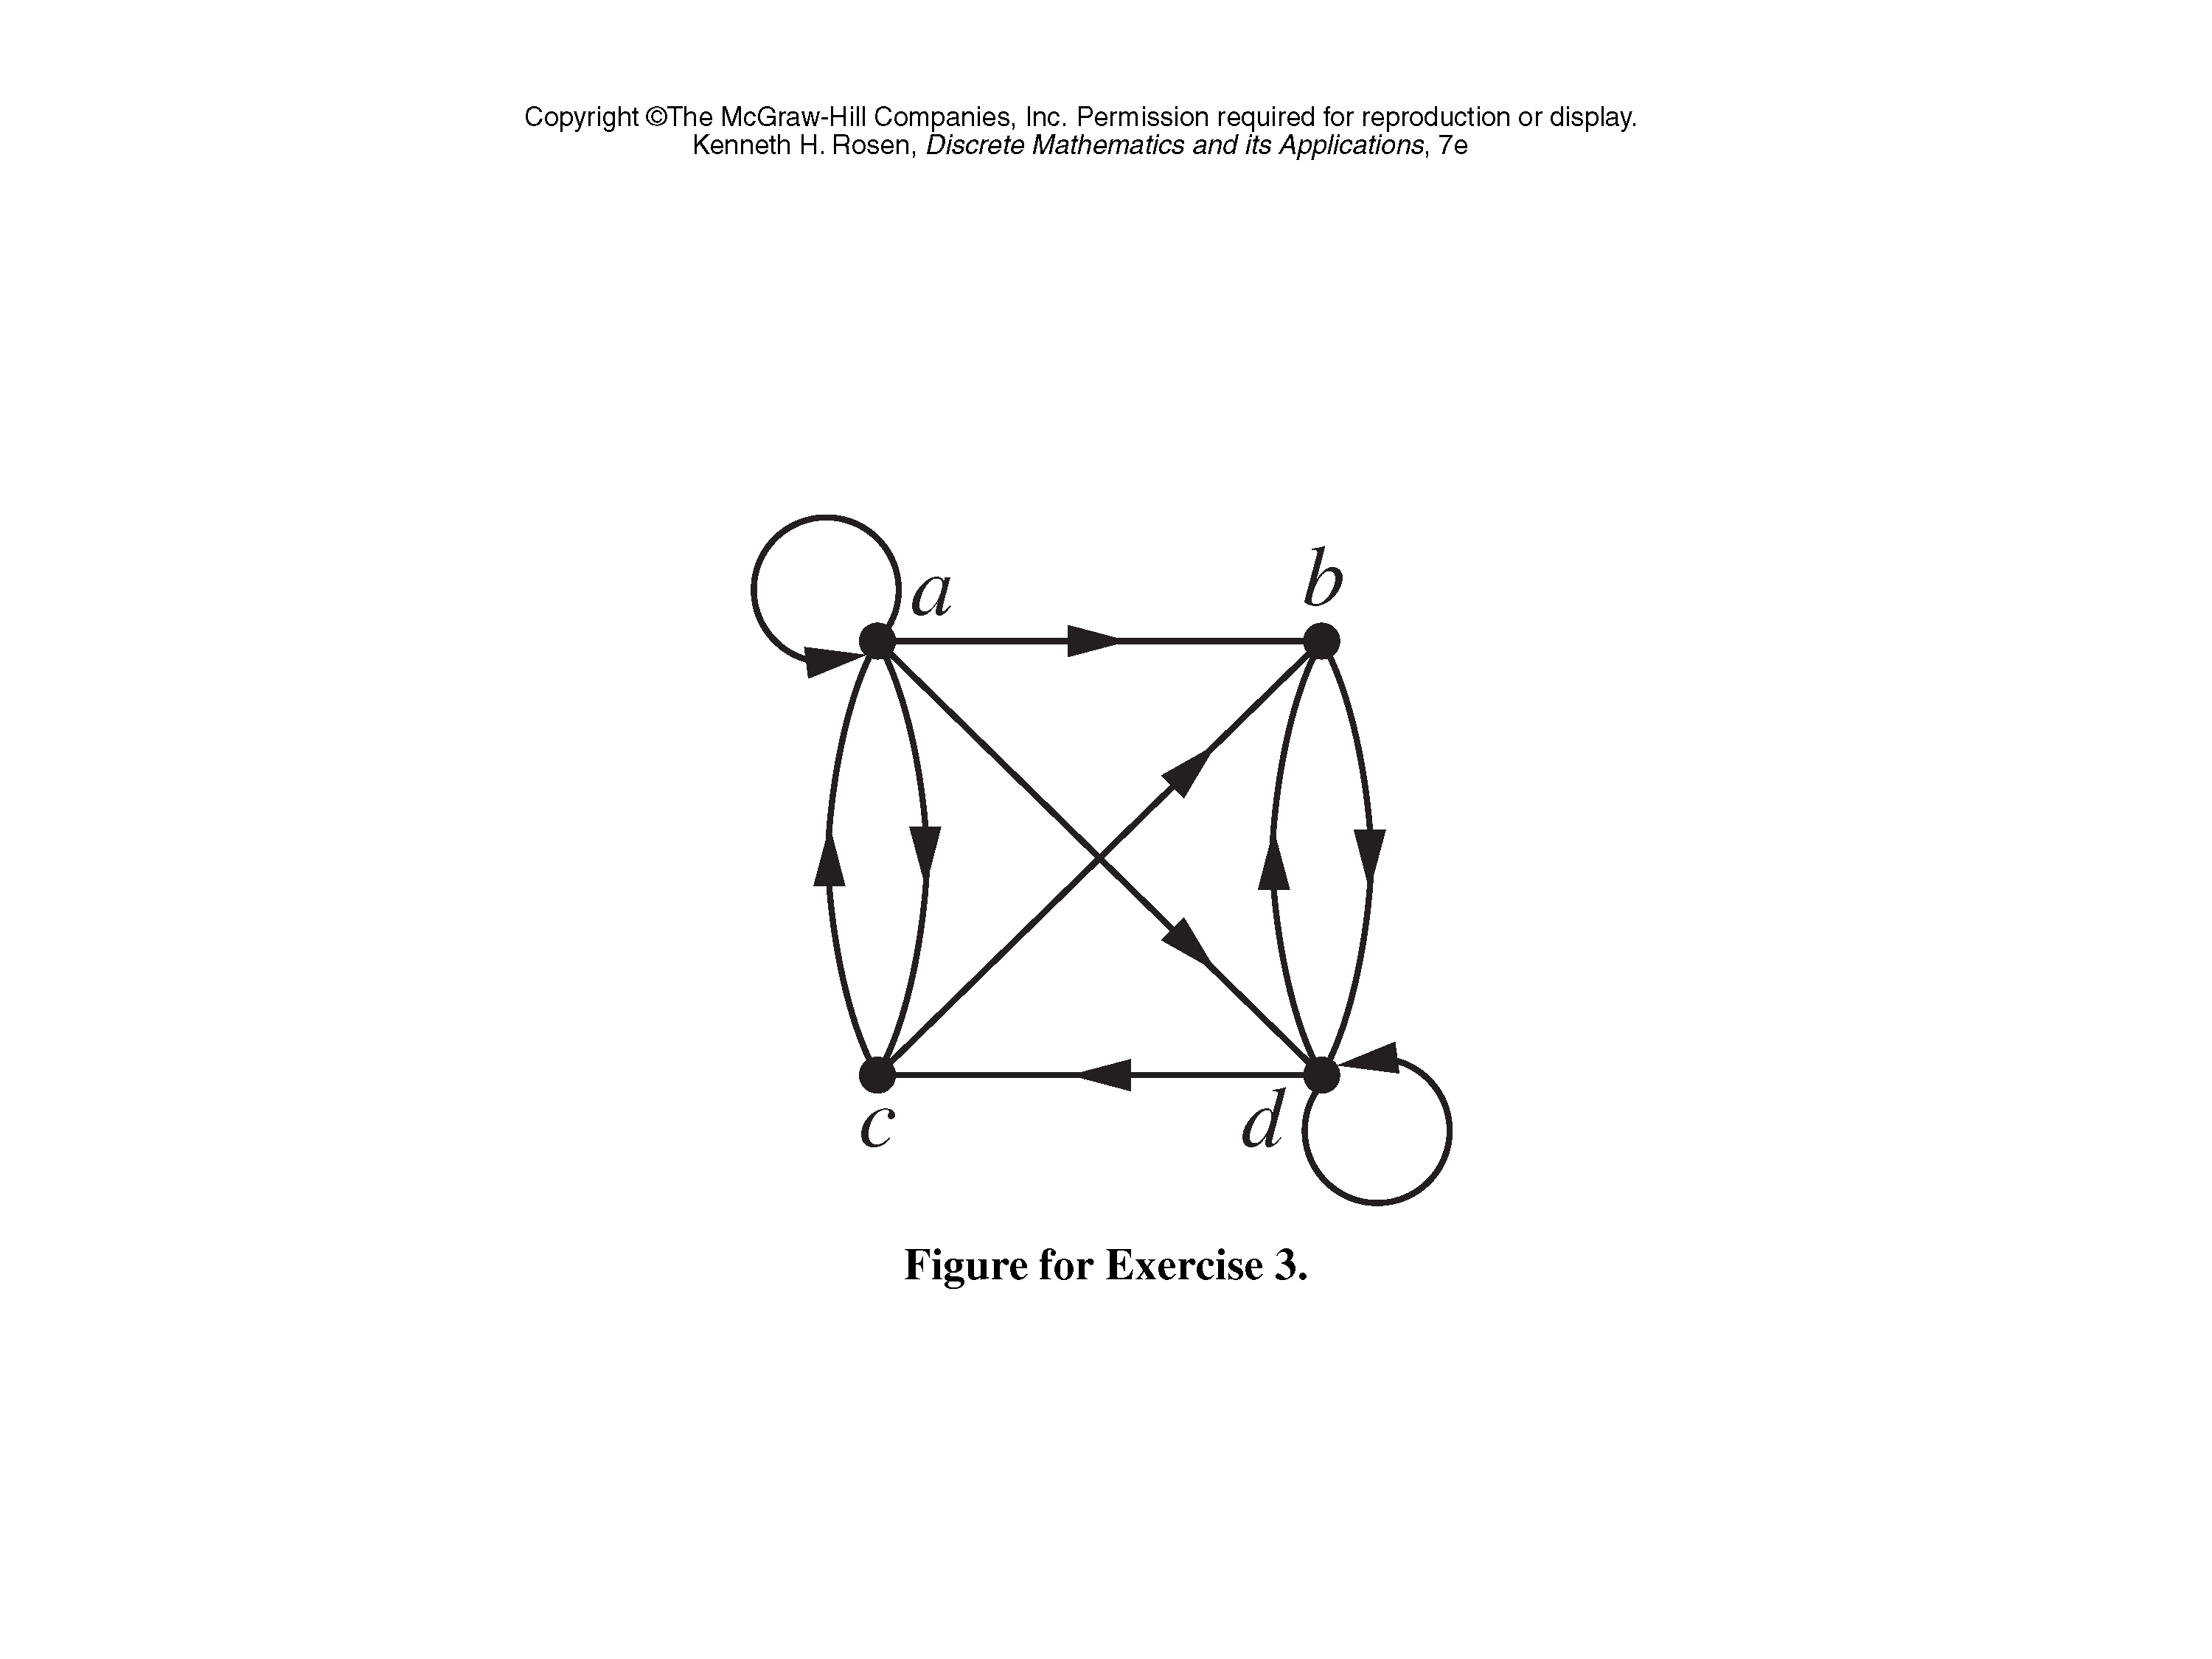 Copyright ©The McGraw-Hill Companies, Inc. Permission required for reproduction or display.
Kenneth H. Rosen, Discrete Mathematics and its Applications, 7e
a
b
c
d
Figure for Exercise 3.